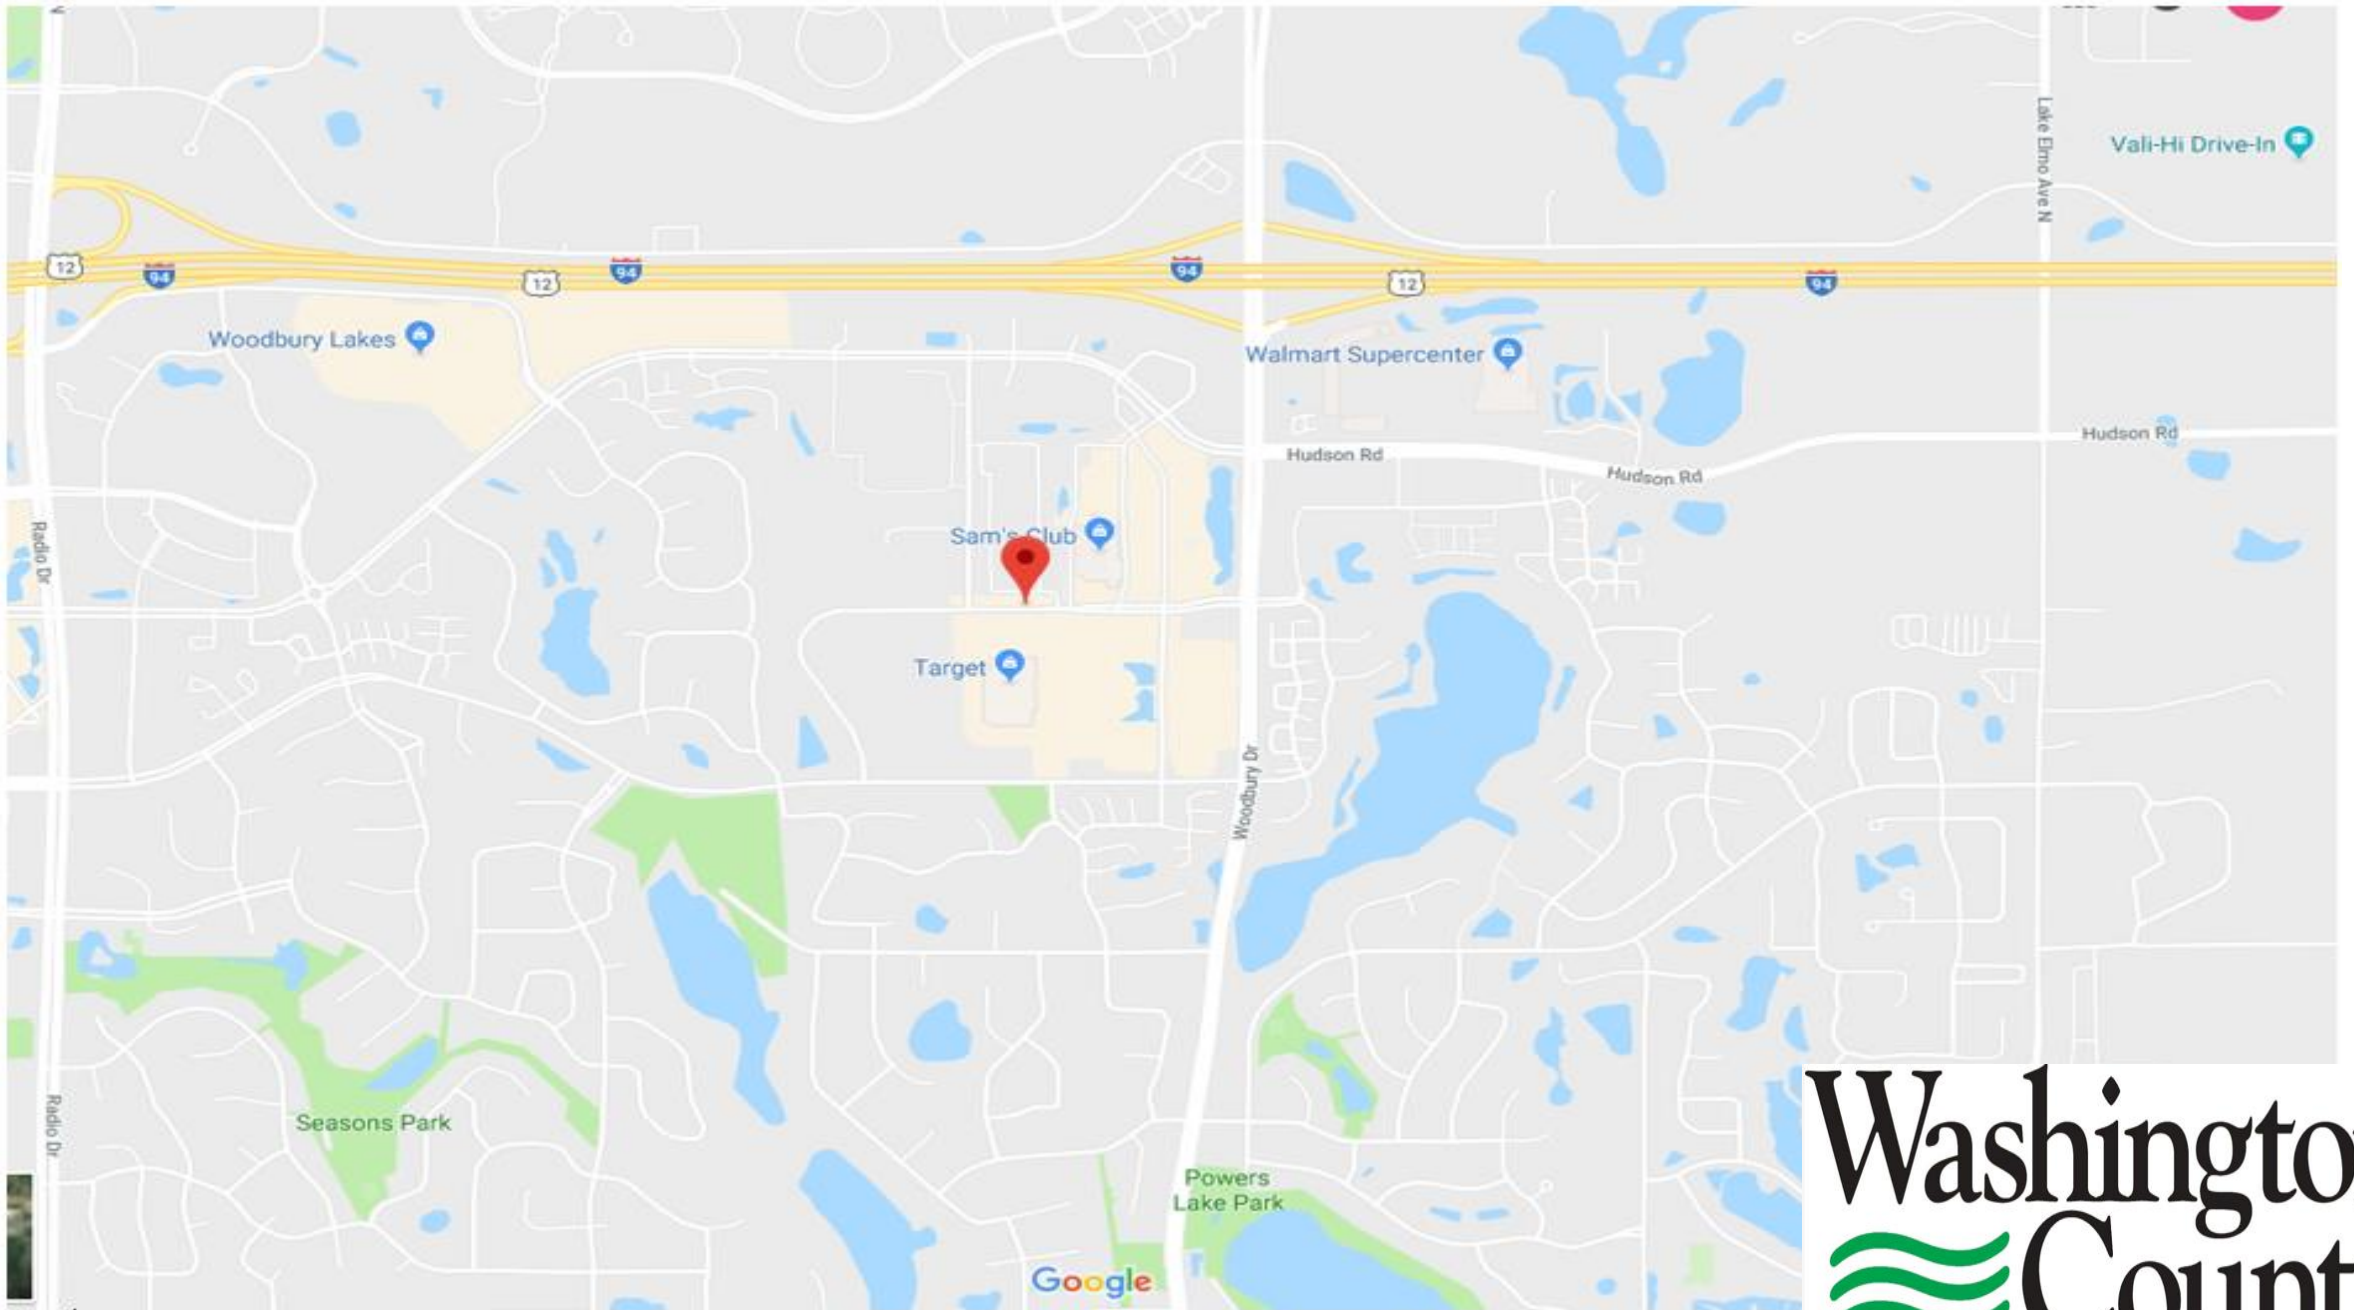 Lake Elmo Ave N
Vali-Hi Drive-In
12
94
12
94
94
12
94
Woodbury Lakes
Walmart Supercenter
Hudson Rd
Hudson Rd
Hudson Rd
Radio Dr
Sam's Club
Target
Woodbury Dr
Radio Dr
Seasons Park
Powers
Lake Park
Google
Washingto
Count